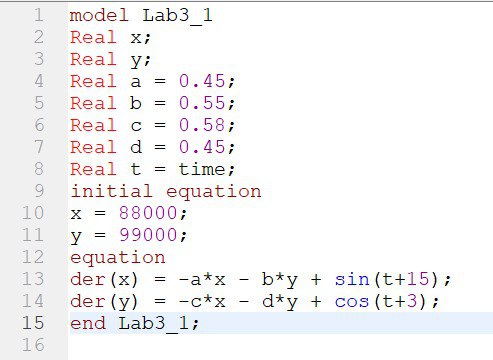 1 model Lab3_1
2 Real x;
3 Real y;
4 Real a = 0.45;
5 Real b = 0.55;
6 Real c = 0.58;
7 Real d = 0.45;
8 Real t = time;
9 initial equation
10 x = 88000;
11 y = 99000;
12 equation
13 der(x) = -a*x - b*y + sin(t+15);
14 der(y) = -c*x - d*y + cos(t+3);
15 end Lab3_1;
16